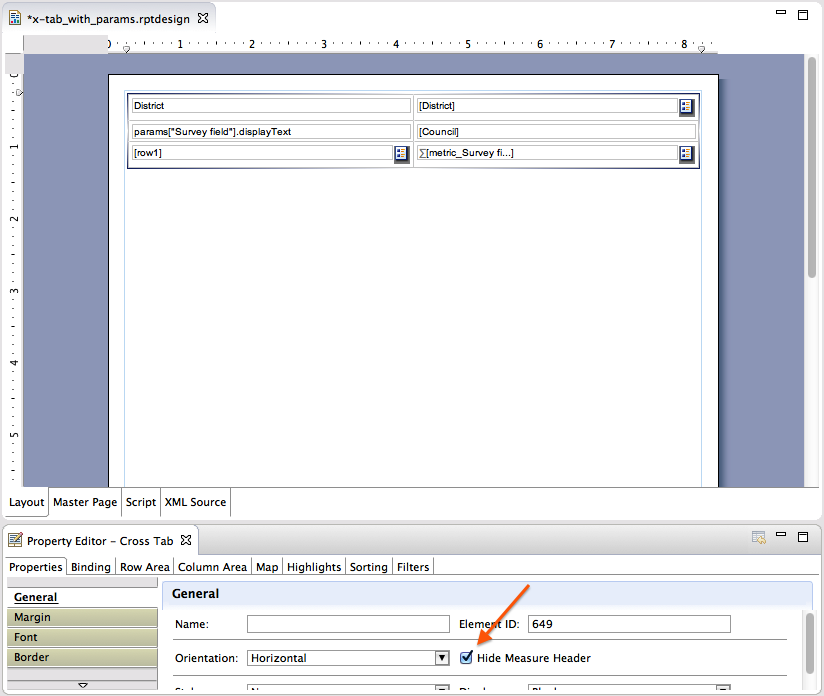 *x-tab_with_params.rptdesign
0 1 2 3 4 5 6 7 8
District [District]
params["Survey field"].displayText [Council]
[row1] Σ[metric_Survey fi...]
1
2
3
4
5
Layout Master Page Script XML Source
Property Editor – Cross Tab
Properties Binding Row Area Column Area Map Highlights Sorting Filters
General General
Margin
Name: Element ID: 649
Font
Border
Orientation: Horizontal Hide Measure Header